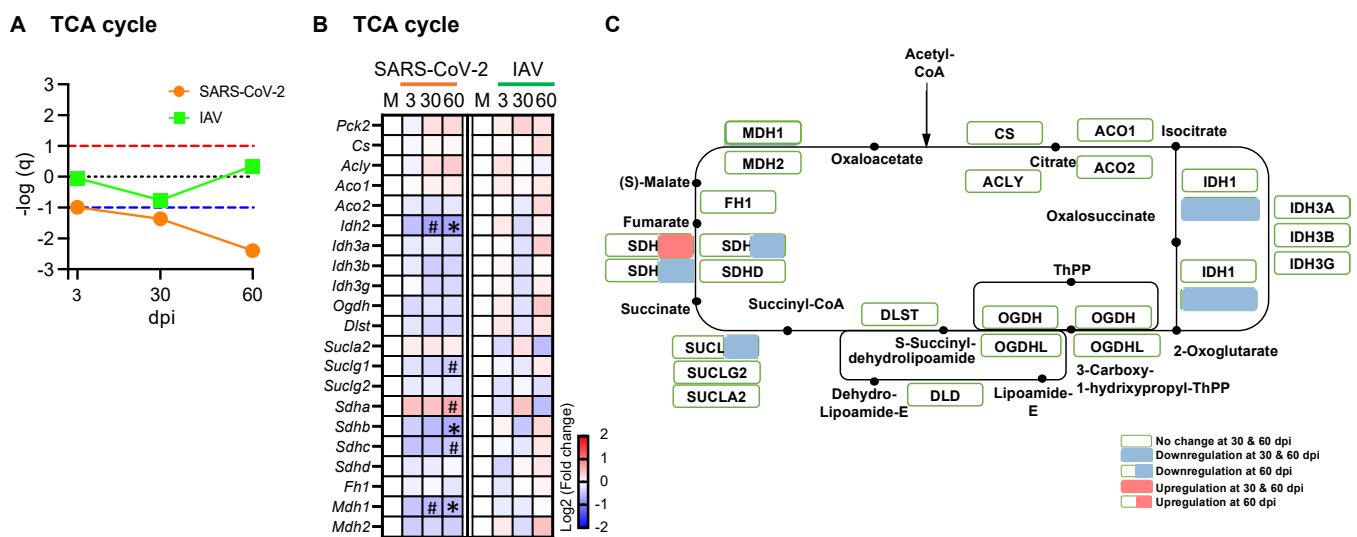 A TCA cycle
3
2
1
0
-1
-2
-3
-log (q)
SARS-CoV-2
IAV
3 30 60
dpi
B TCA cycle
SARS-CoV-2 IAV
M 3 30 60 M 3 30 60
Pck2
Cs
Acly
Aco1
Aco2
Idh2 # *
Idh3a
Idh3b
Idh3g
Ogdh
Dlst
Sucla2
Suclg1 #
Suclg2
Sdha #
Sdhb *
Sdhc #
Sdhd
Fh1
Mdh1 # *
Mdh2
Log2 (Fold change)
2
1
0
-1
-2
C
Acetyl-
CoA
MDH1
MDH2
Oxaloacetate
CS
Citrate
ACLY
ACO1
ACO2
Isocitrate
(S)-Malate
FH1
Fumarate
SDH
SDH
SDH
SDHD
Succinate
IDH1
Oxalosuccinate
IDH1
IDH3A
IDH3B
IDH3G
ThPP
Succinyl-CoA
DLST
OGDH
OGDH
OGDHL
OGDHL
S-Succinyl-
dehydrolipoamide
2-Oxoglutarate
3-Carboxy-
1-hydrixypropyl-ThPP
SUCL
SUCLG2
SUCLA2
Dehydro-
Lipoamide-E
DLD
Lipoamide-
E
No change at 30 & 60 dpi
Downregulation at 30 & 60 dpi
Downregulation at 60 dpi
Upregulation at 30 & 60 dpi
Upregulation at 60 dpi